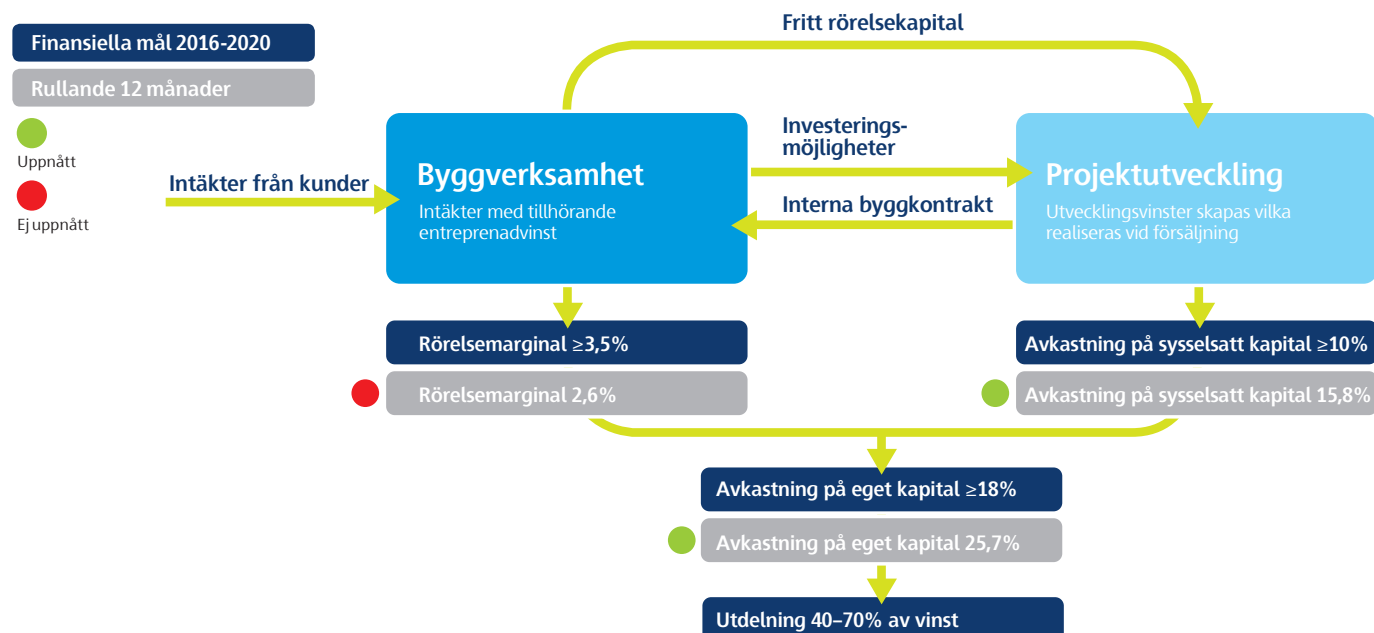 Finansiella mål 2016-2020
Rullande 12 månader
Uppnått
Ej uppnått
Intäkter från kunder
Fritt rörelsekapital
Byggverksamhet
Intäkter med tillhörande
entreprenadvinst
Investerings-
möjligheter
Interna byggkontrakt
Projektutveckling
Utvecklingsvinster skapas vilka
realiseras vid försäljning
Rörelsemarginal ≥3,5%
Rörelsemarginal 2,6%
Avkastning på sysselsatt kapital ≥10%
Avkastning på sysselsatt kapital 15,8%
Avkastning på eget kapital ≥18%
Avkastning på eget kapital 25,7%
Utdelning 40–70% av vinst